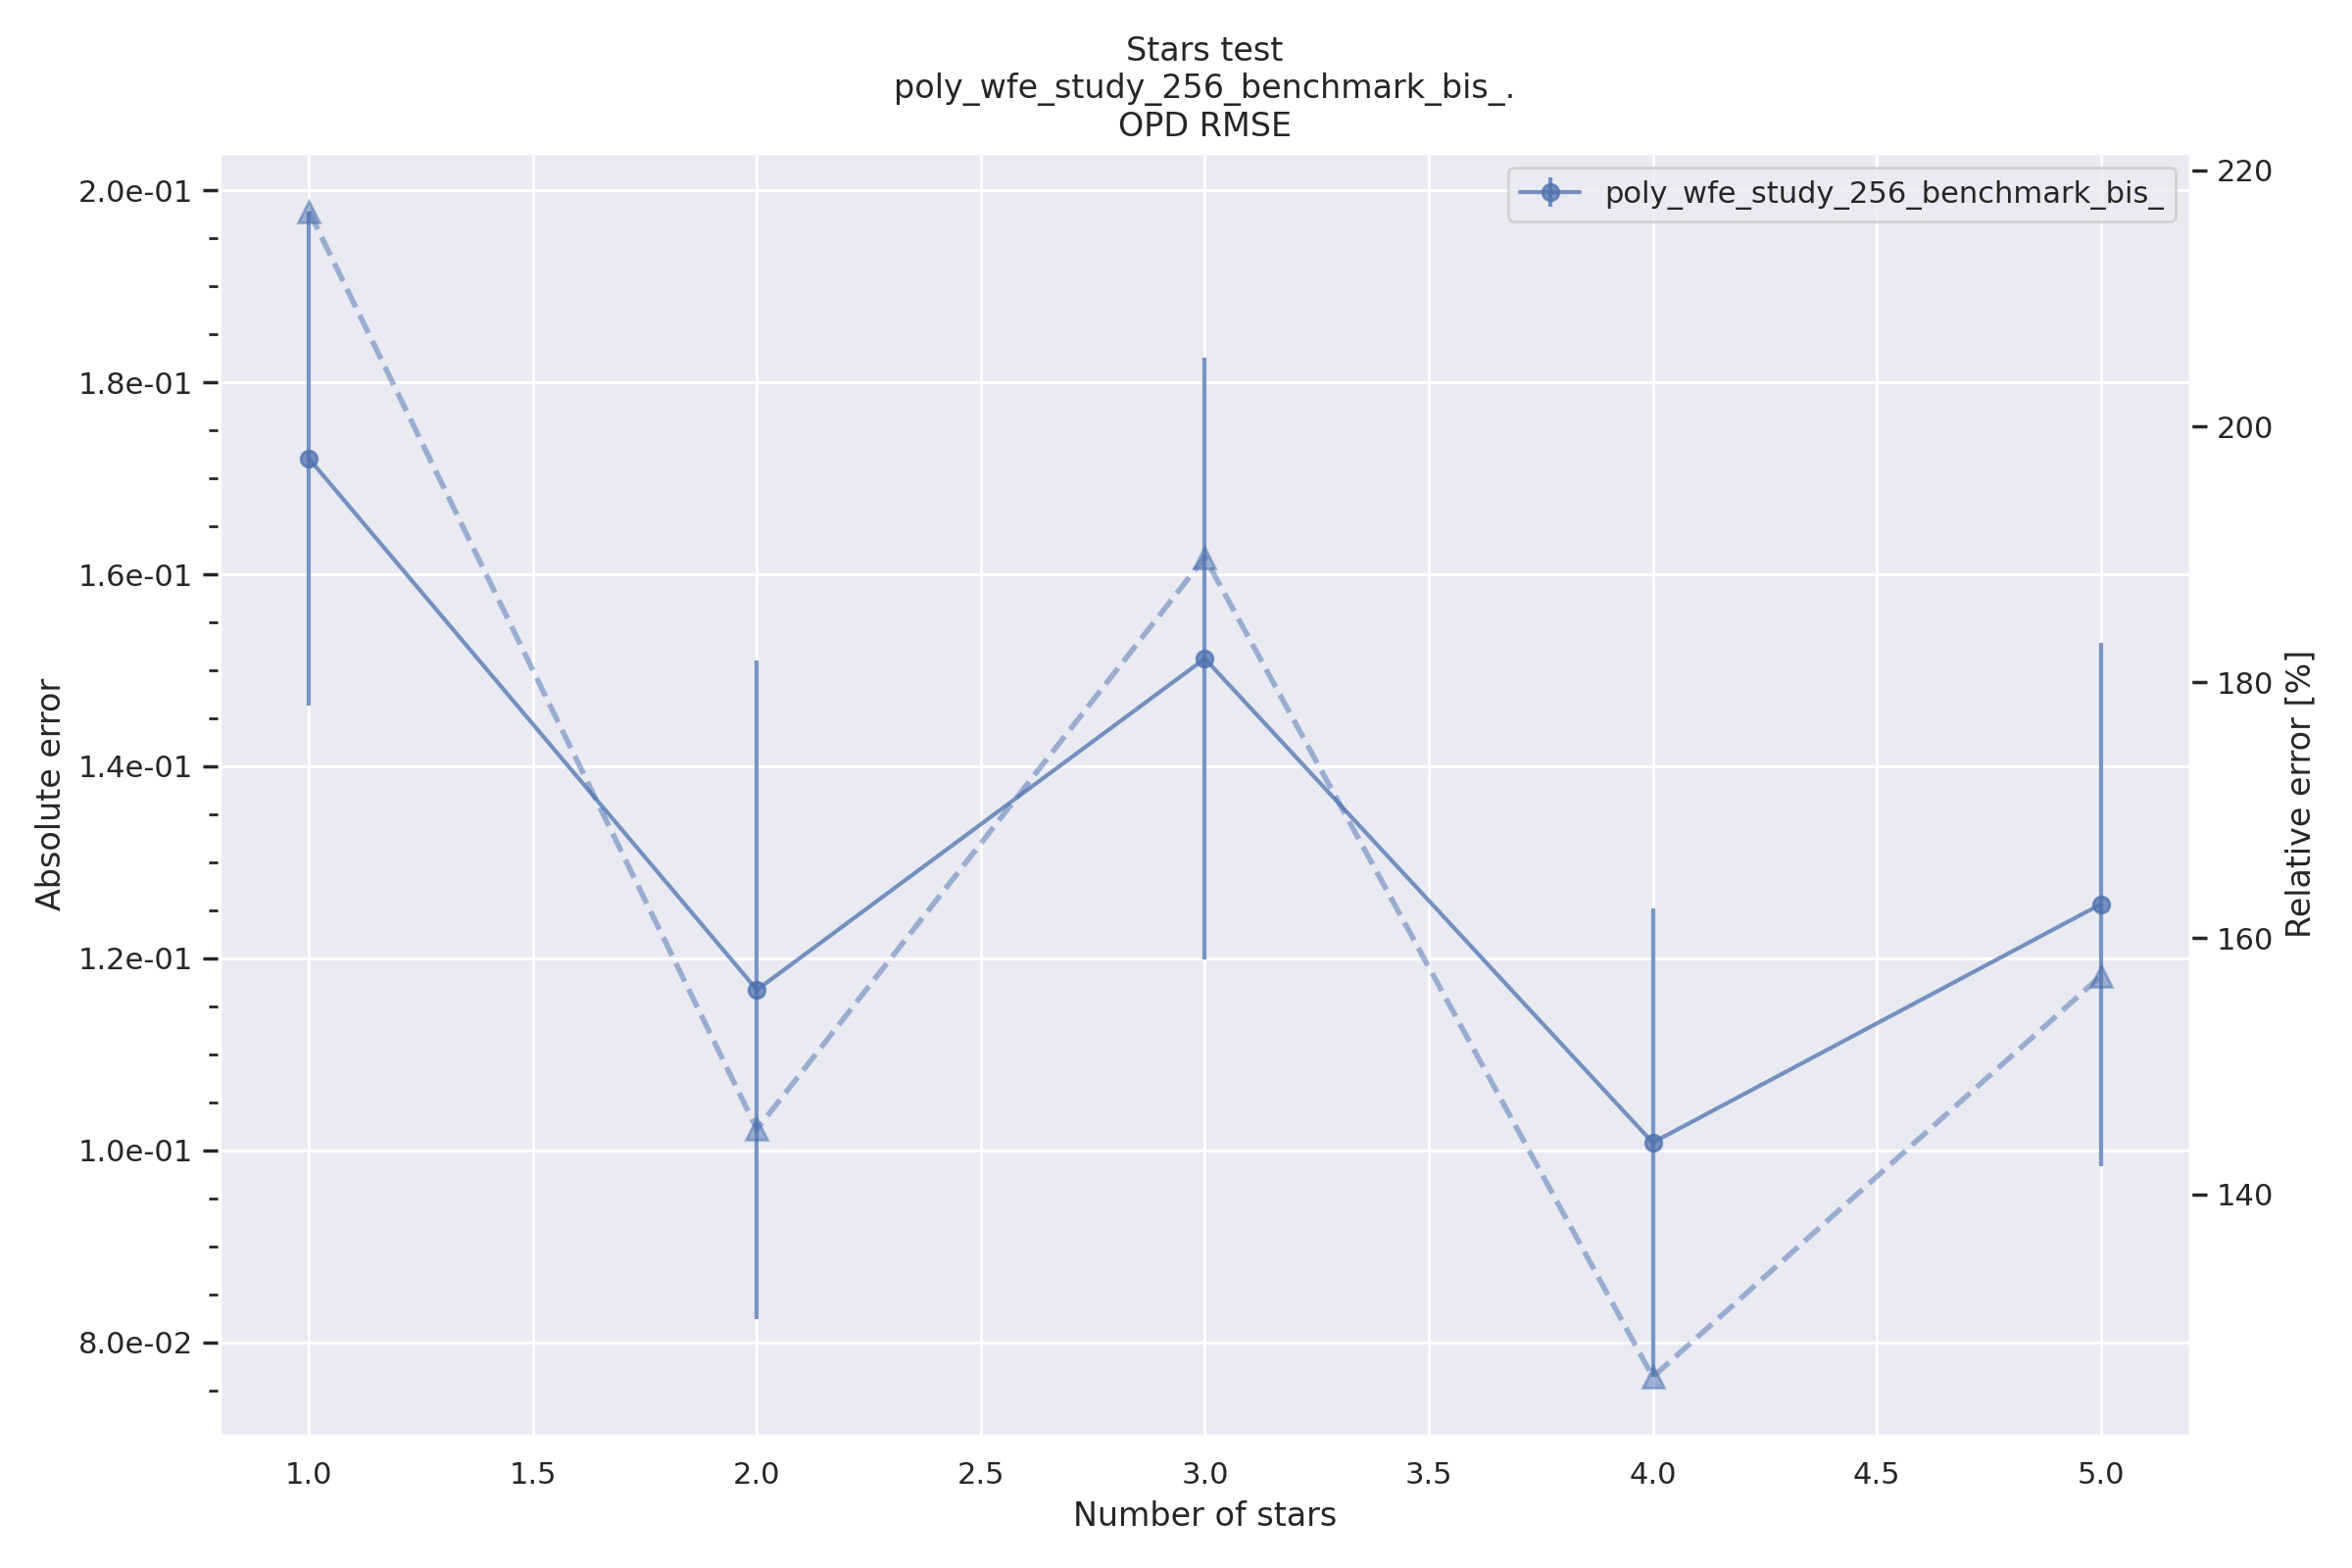 Stars test
poly_wfe_study_256_benchmark_bis_.
OPD RMSE
poly_wfe_study_256_benchmark_bis_
Absolute error
2.0e-01
1.8e-01
1.6e-01
1.4e-01
1.2e-01
1.0e-01
8.0e-02
220
200
180
160
140
Relative error [%]
1.0 1.5 2.0 2.5 3.0 3.5 4.0 4.5 5.0
Number of stars